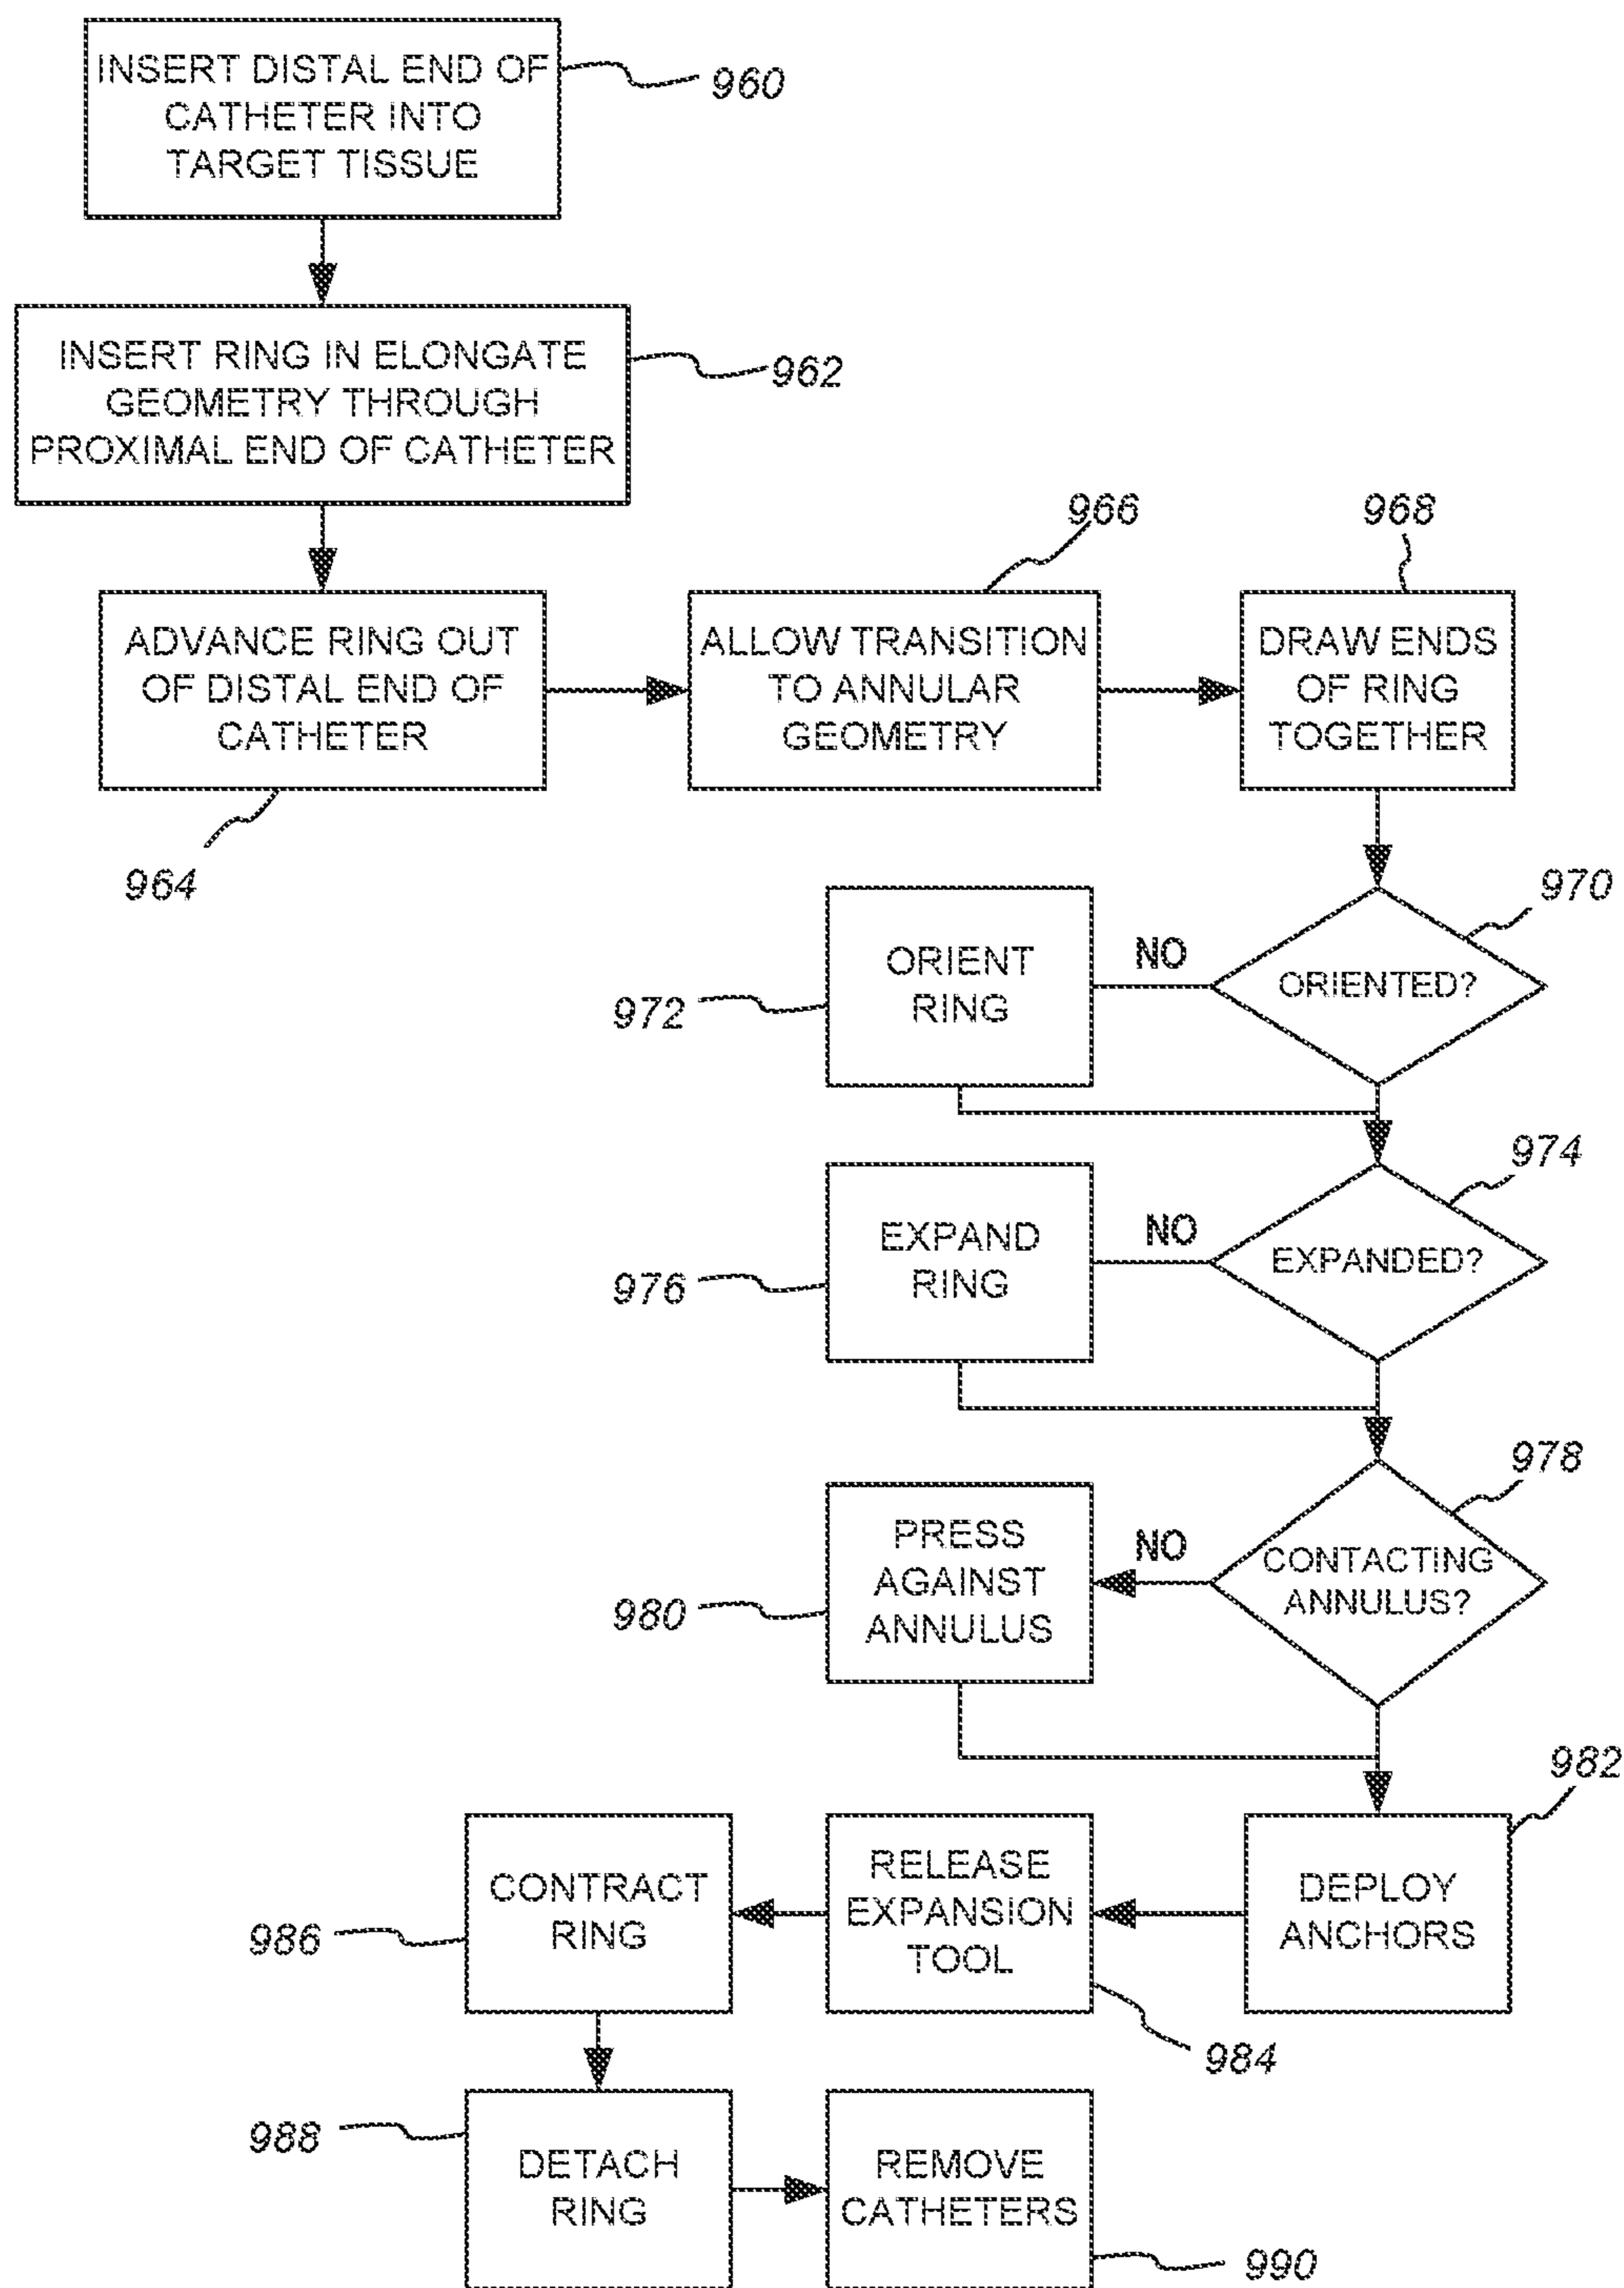 INSERT DISTAL END OF
CATHETER INTO
TARGET TISSUE
960
INSERT RING IN ELONGATE
GEOMETRY THROUGH
PROXIMAL END OF CATHETER
962
ADVANCE RING OUT
OF DISTAL END OF
CATHETER
964
ALLOW TRANSITION
TO ANNULAR
GEOMETRY
966
DRAW ENDS
OF RING
TOGETHER
968
ORIENTED?
970
NO
ORIENT
RING
972
EXPANDED?
974
NO
EXPAND
RING
976
CONTACTING
ANNULUS?
978
NO
PRESS
AGAINST
ANNULUS
980
DEPLOY
ANCHORS
982
RELEASE
EXPANSION
TOOL
984
CONTRACT
RING
986
DETACH
RING
988
REMOVE
CATHETERS
990